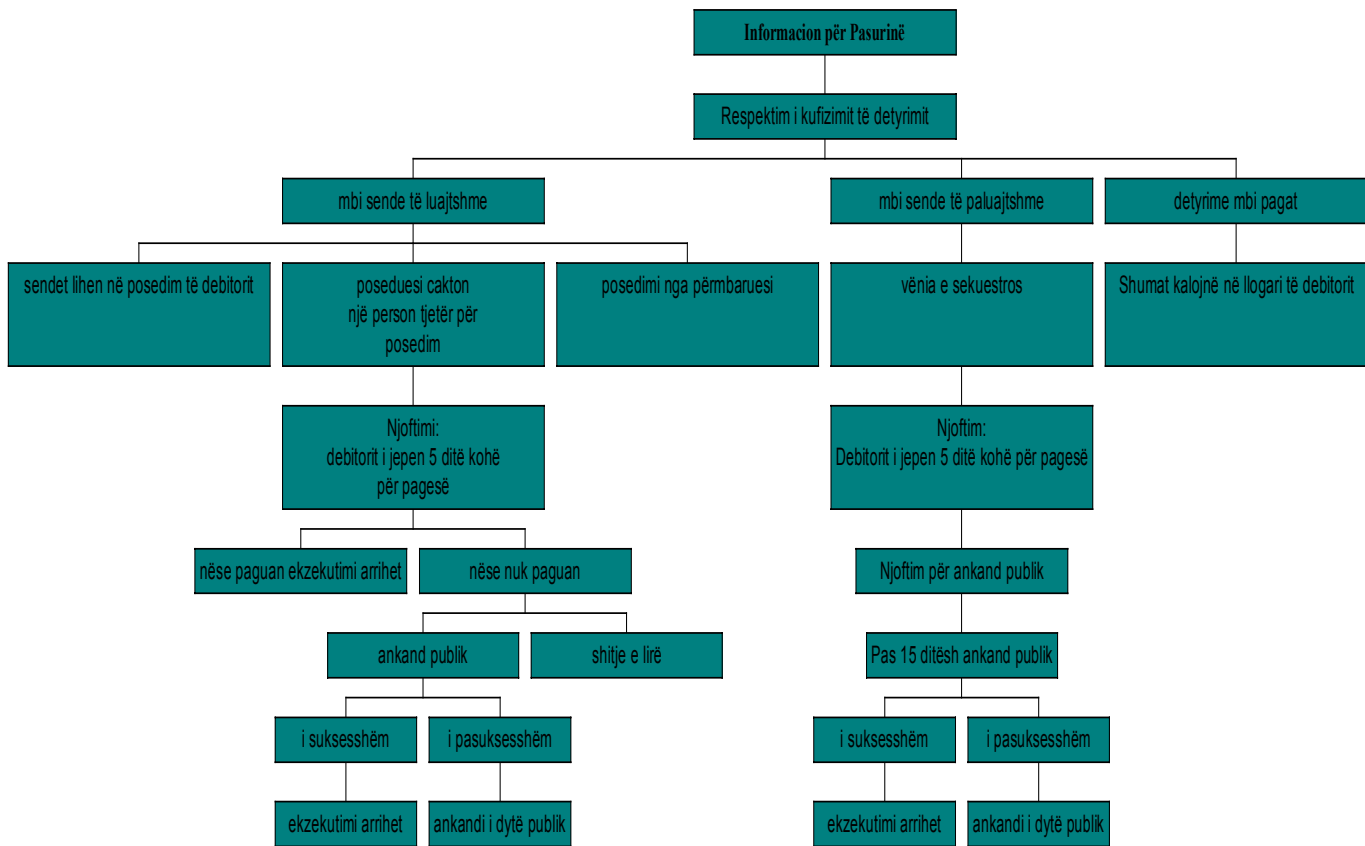 Informacion për Pasurinë
Respektim i kufizimit të detyrimit
mbi sende të luajtshme
mbi sende të paluajtshme
detyrime mbi pagat
sendet lihen në posedim të debitorit
poseduesi cakton
një person tjetër për
posedim
posedimi nga përmbaruesi
vënia e sekuestros
Shumat kalojnë në llogari të debitorit
Njoftimi:
debitorit i jepen 5 ditë kohë
për pagesë
Njoftim:
Debitorit i jepen 5 ditë kohë për pagesë
nëse paguan ekzekutimi arrihet
nëse nuk paguan
Njoftim për ankand publik
ankand publik
shitje e lirë
Pas 15 ditësh ankand publik
i suksesshëm
i pasuksesshëm
i suksesshëm
i pasuksesshëm
ekzekutimi arrihet
ankandi i dytë publik
ekzekutimi arrihet
ankandi i dytë publik